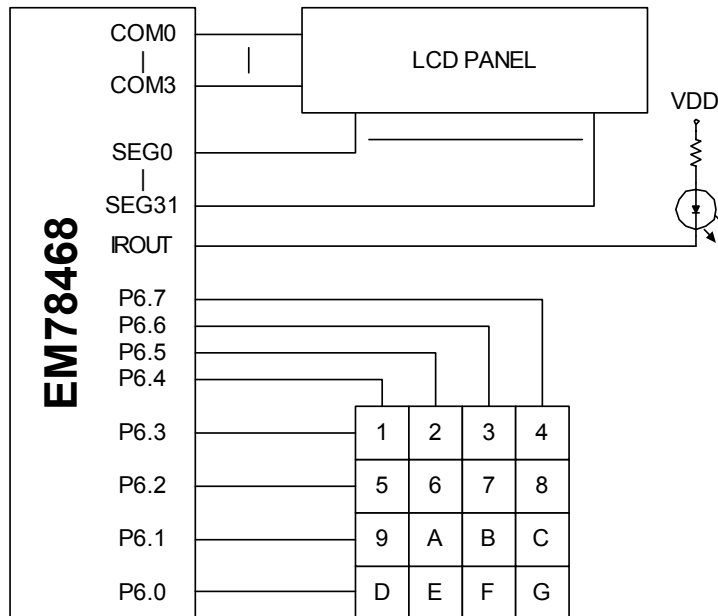 COM0
COM3
LCD PANEL
VDD
SEG0
SEG31
IROUT
EM78468
P6.7
P6.6
P6.5
P6.4
P6.3
1 2 3 4
P6.2
5 6 7 8
P6.1
9 A B C
P6.0
D E F G